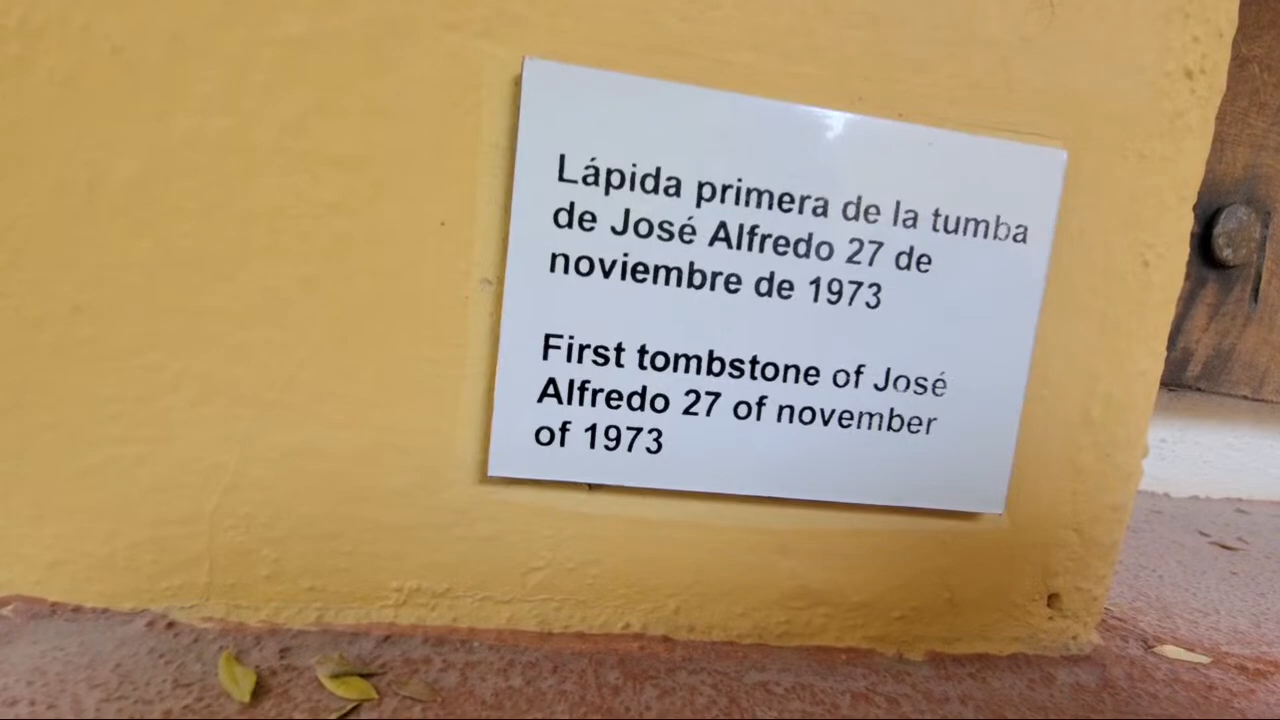 Lápida primera de la tumba
de José Alfredo 27 de
noviembre de 1973
First tombstone of José
Alfredo 27 of november
of 1973